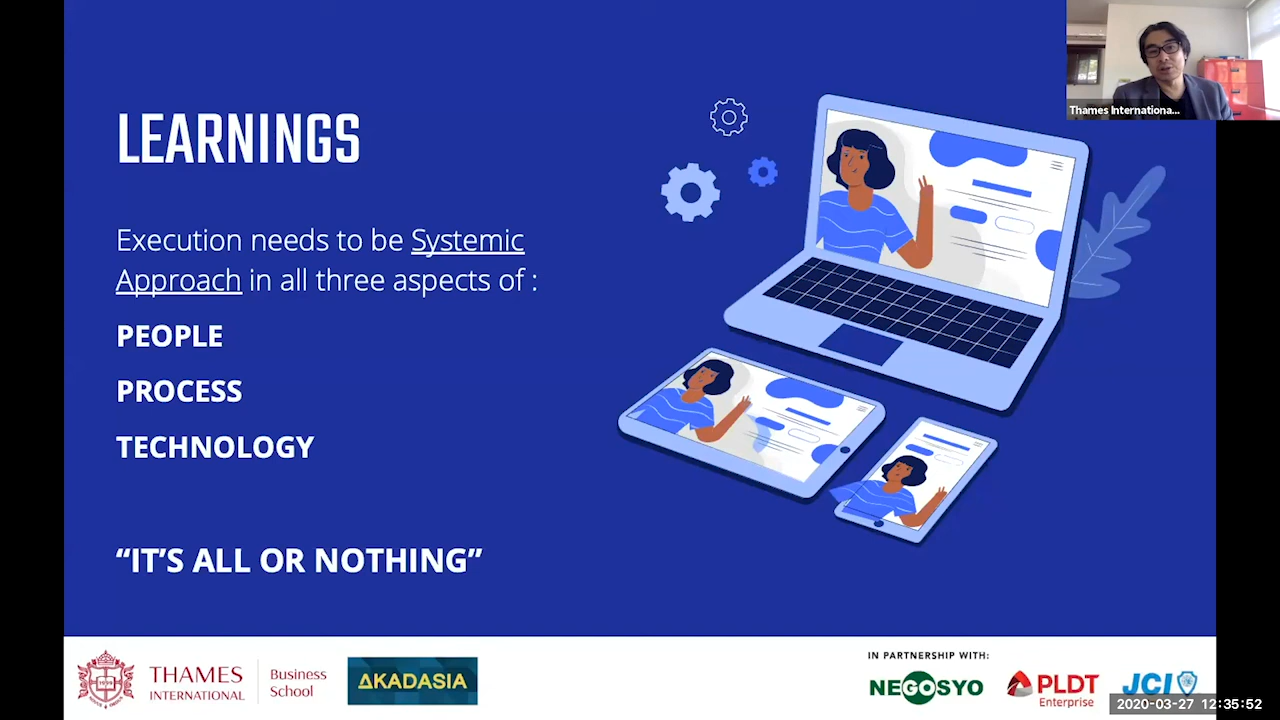 LEARNINGS
Execution needs to be Systemic
Approach in all three aspects of :
PEOPLE
PROCESS
TECHNOLOGY
“IT’S ALL OR NOTHING”
Thames Internationa...
THAMES
INTERNATIONAL
Business
School
AKADASIA
IN PARTNERSHIP WITH:
NEGOSYO
PLDT
Enterprise
JCI
2020-03-27 12:35:52